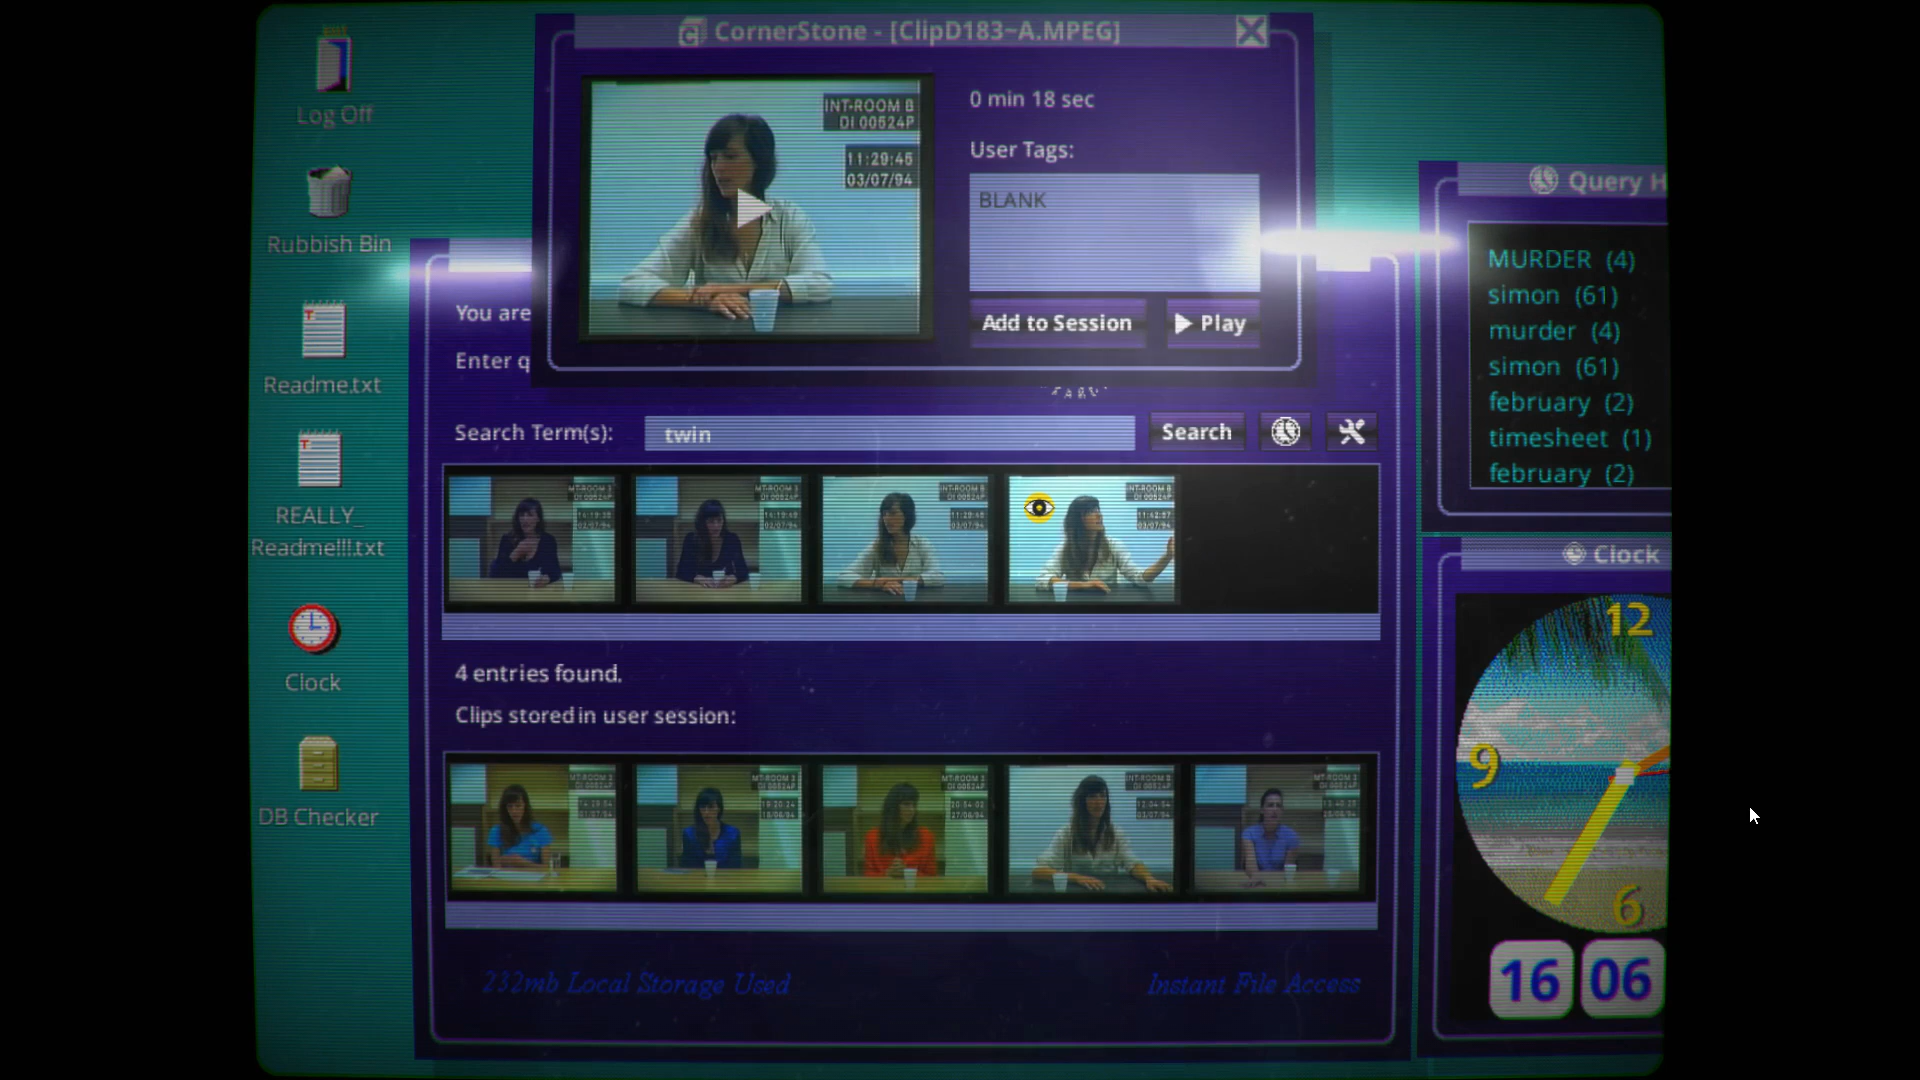 Log Off
Rubbish Bin
Readme.txt
REALLY_
Readme!!!.txt
Clock
DB Checker
CornerStone - [ClipD183~A.MPEG]
INT-ROOM B
DI 00524P
11:29:45
03/07/94
0 min 18 sec
User Tags:
BLANK
Add to Session
Play
You are
Enter q
Search Term(s):
twin
Search
4 entries found.
Clips stored in user session:
232mb Local Storage Used
Instant File Access
Query H
MURDER (4)
simon (61)
murder (4)
simon (61)
february (2)
timesheet (1)
february (2)
Clock
12
9
6
16 06